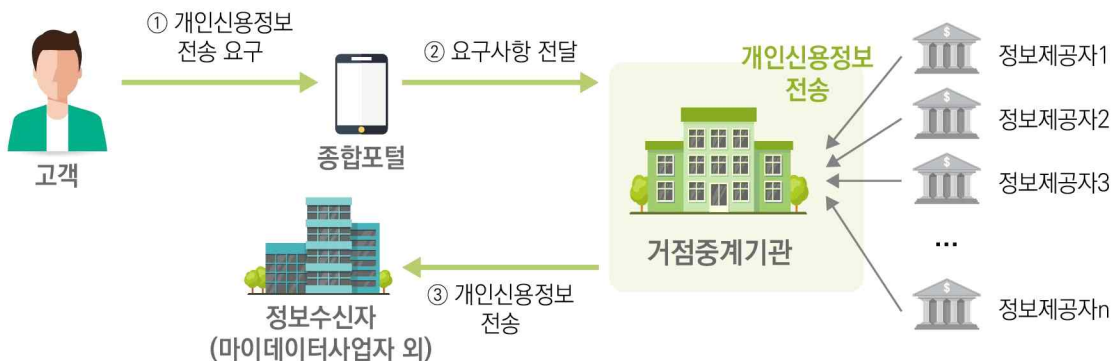 ① 개인신용정보
전송 요구
고객
종합포털
② 요구사항 전달
개인신용정보
전송
거점중계기관
정보제공자1
정보제공자2
정보제공자3
...
정보제공자n
③ 개인신용정보
전송
정보수신자
(마이데이터사업자 외)